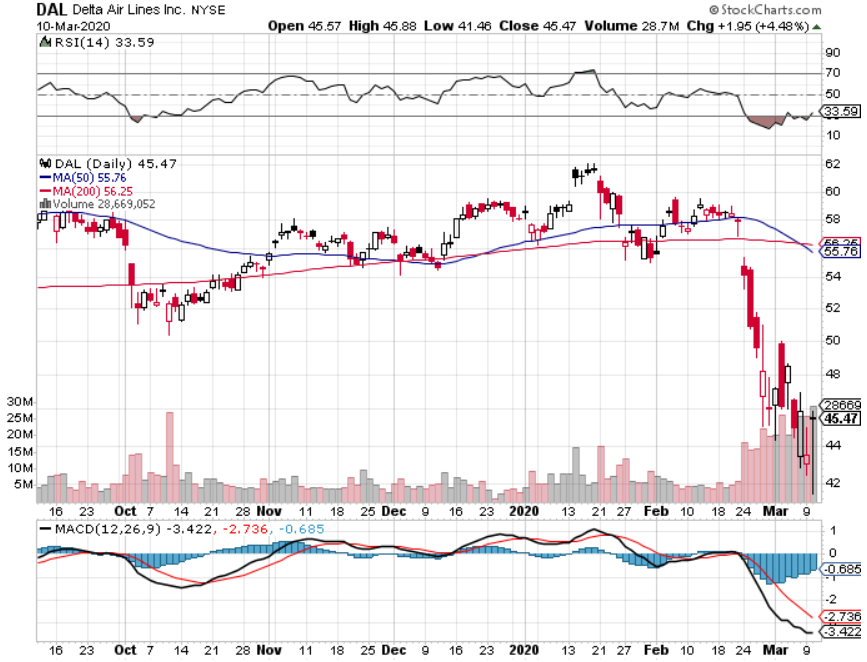 DAL Delta Air Lines Inc. NYSE © StockCharts.com
10-Mar-2020 Open 45.57 High 45.88 Low 41.46 Close 45.47 Volume 28.7M Chg +1.95 (+4.48%)
RSI(14) 33.59
90
70
50
33.59
10
DAL (Daily) 45.47
MA(50) 55.76
MA(200) 56.25
Volume 28,669,052
62
60
58
56.25
55.76
54
52
50
48
30M 28669
25M 45.47
20M
44
15M
10M
42
5M
16 23 Oct 7 14 21 28 Nov 11 18 25 Dec 9 16 23 2020 13 21 27 Feb 10 18 24 Mar 9
MACD(12,26,9) -3.422, -2.736, -0.685
1
0
-0.685
-2
-2.736
-3.422
16 23 Oct 7 14 21 28 Nov 11 18 25 Dec 9 16 23 2020 13 21 27 Feb 10 18 24 Mar 9